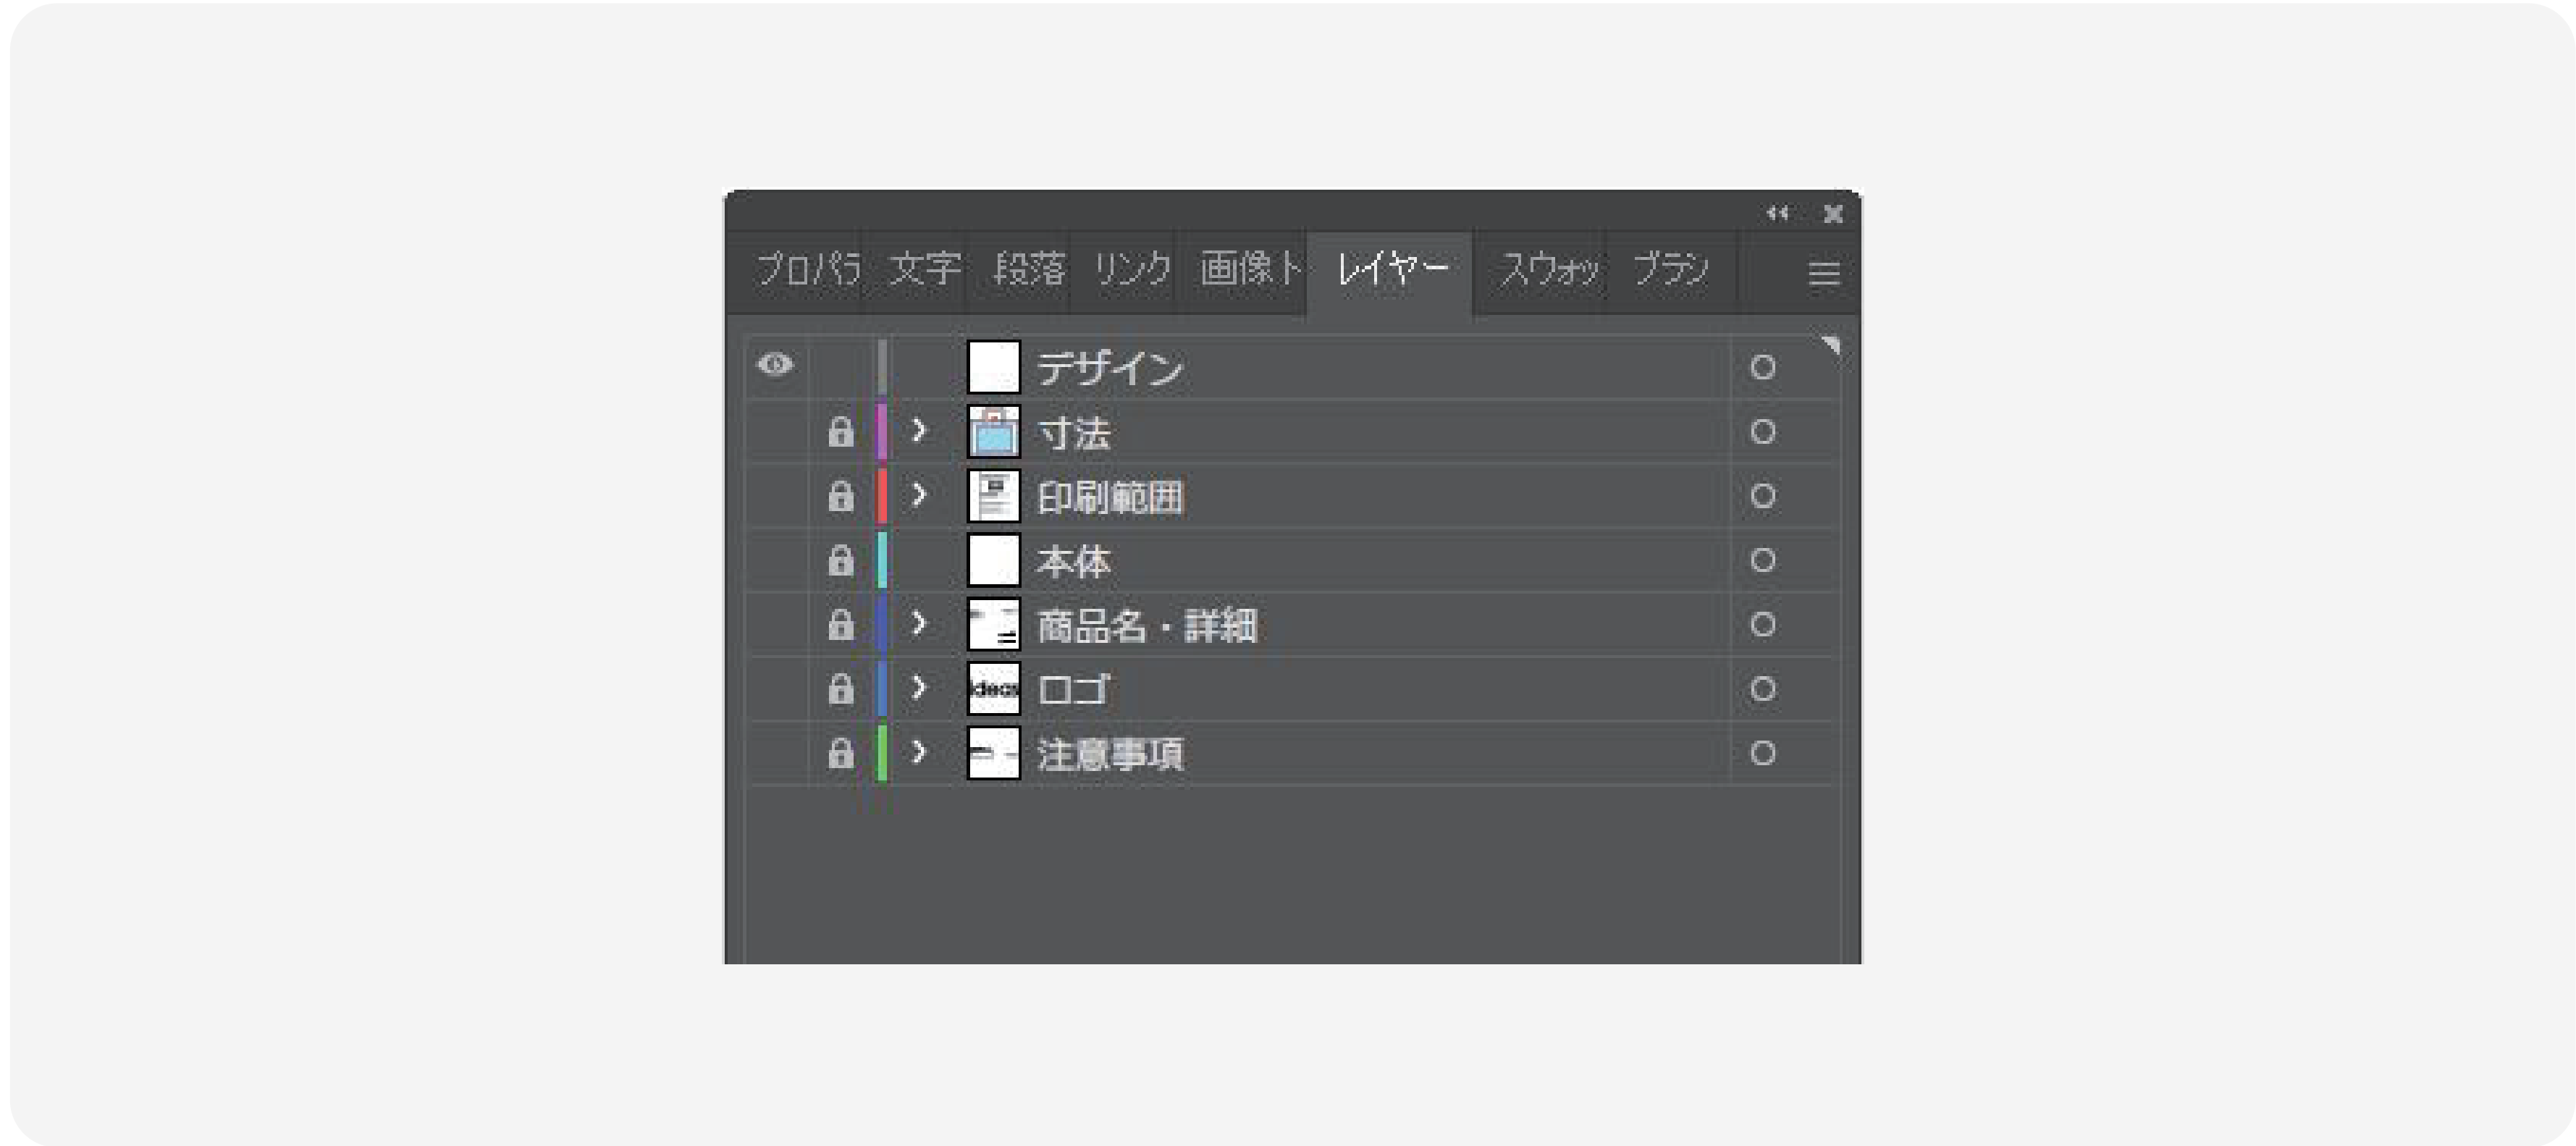 プロパラ 文字 段落 リンク 画像ト レイヤー スウォッ ブラシ
デザイン
寸法
印刷範囲
本体
商品名・詳細
ideas ロゴ
注意事項